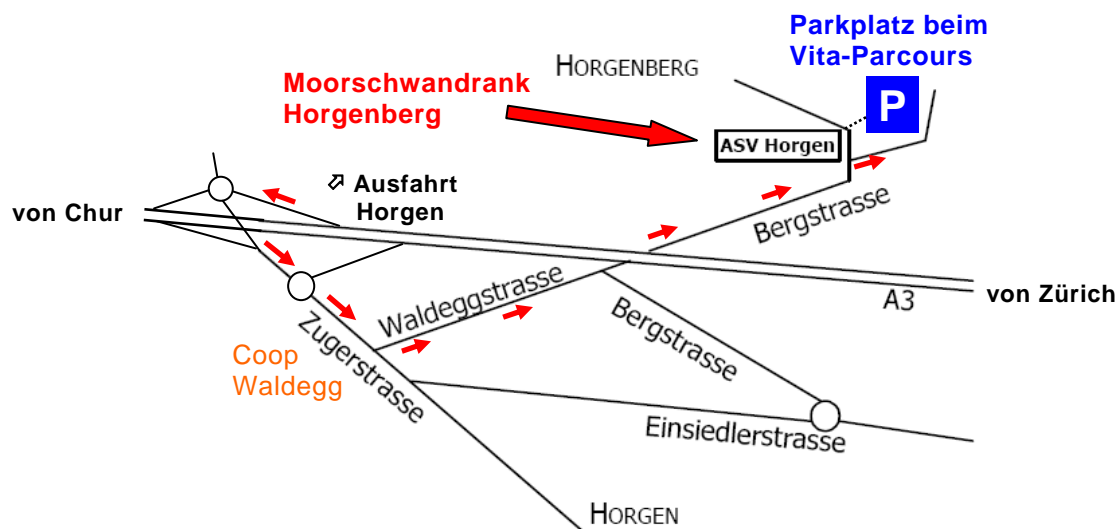 Parkplatz beim
Vita-Parcours
HORGENBERG
P
Moorschwandrank
Horgenberg
ASV Horgen
Ausfahrt
Horgen
von Chur
Bergstrasse
von Zürich
A3
Waldeggstrasse
Bergstrasse
Zugerstrasse
Coop
Waldegg
Einsiedlerstrasse
HORGEN